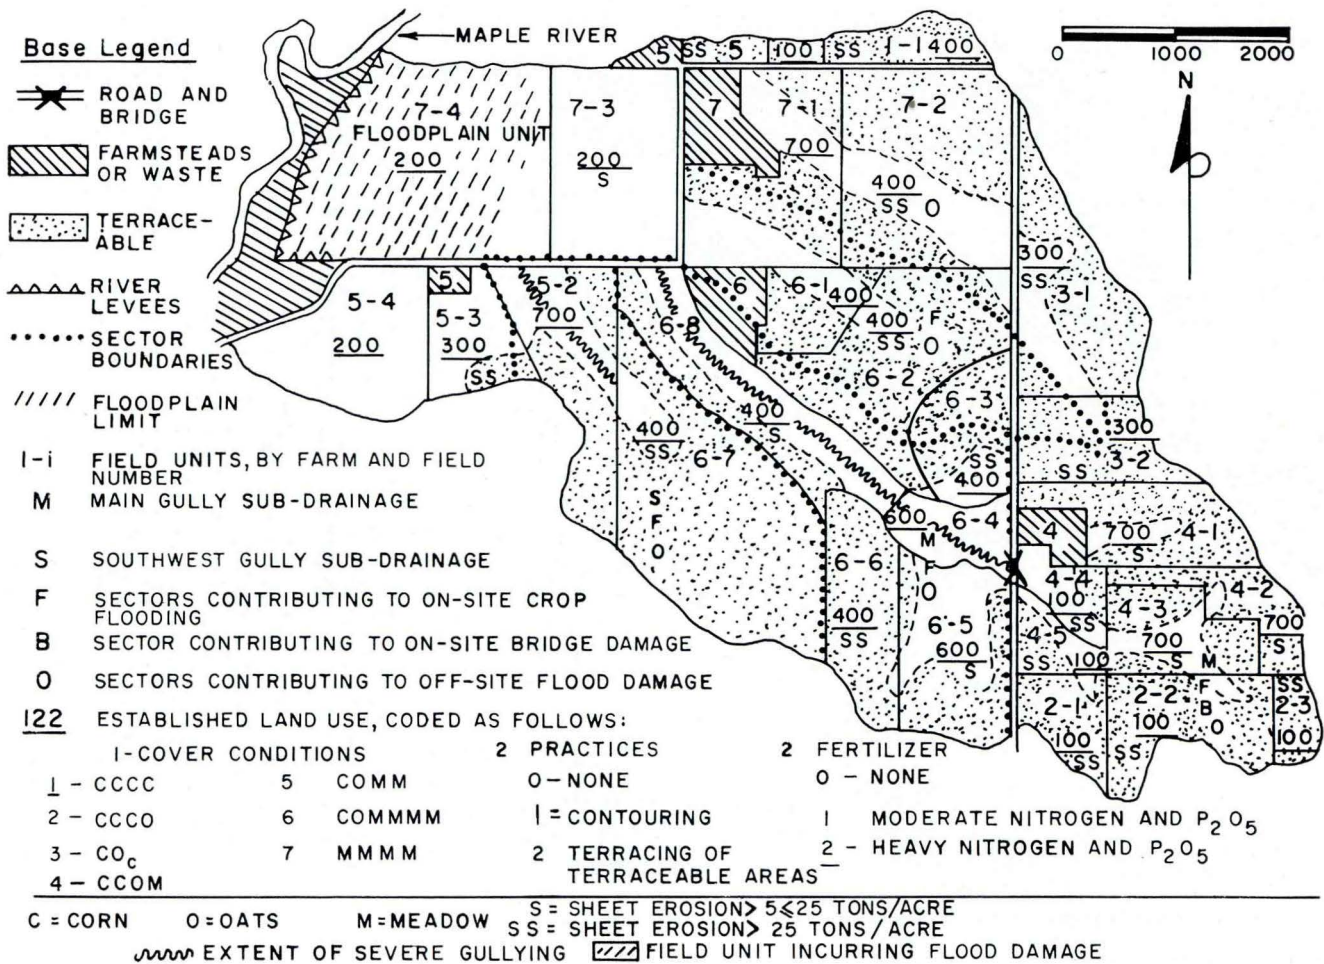 Base Legend
ROAD AND
BRIDGE
FARMSTEADS
OR WASTE
TERRACE-
ABLE
RIVER
LEVEES
SECTOR
BOUNDARIES
FLOODPLAIN
LIMIT
1-i FIELD UNITS, BY FARM AND FIELD
NUMBER
M MAIN GULLY SUB-DRAINAGE
S SOUTHWEST GULLY SUB-DRAINAGE
F SECTORS CONTRIBUTING TO ON-SITE CROP
FLOODING
B SECTOR CONTRIBUTING TO ON-SITE BRIDGE DAMAGE
O SECTORS CONTRIBUTING TO OFF-SITE FLOOD DAMAGE
122 ESTABLISHED LAND USE, CODED AS FOLLOWS:
1-COVER CONDITIONS 2 PRACTICES 2 FERTILIZER
1 - CCCC 5 COMM O-NONE O - NONE
2 - CCCO 6 COMMMM 1 = CONTOURING 1 MODERATE NITROGEN AND P2O5
3 - COc 7 MMMM 2 TERRACING OF 2 - HEAVY NITROGEN AND P2O5
4 - CCOM TERRACEABLE AREAS
C = CORN O = OATS M = MEADOW S = SHEET EROSION > 5 ≤ 25 TONS/ACRE
SS = SHEET EROSION > 25 TONS/ACRE
EXTENT OF SEVERE GULLYING FIELD UNIT INCURRING FLOOD DAMAGE
MAPLE RIVER
0 1000 2000
N
5 SS 5 100 SS 1-1 400
7-4
FLOODPLAIN UNIT
200
7-3
200
S
7
7-1
700
7-2
400
SS O
300
SS
3-1
5-4
200
5
5-3
300
SS
5-2
700
6-8
400
S
6
6-1
400
400
SS
F
O
6-2
6-3
SS
400
300
3-2
SS
400
SS
6-7
S
F
O
600
M
F
O
6-4
4
700
S
4-1
6-6
400
SS
6-5
600
S
4-4
100
SS
4-5
SS 100
4-3
700
S
M
4-2
700
S
2-1
100
SS
2-2
100
SS
F
B
O
SS
2-3
100